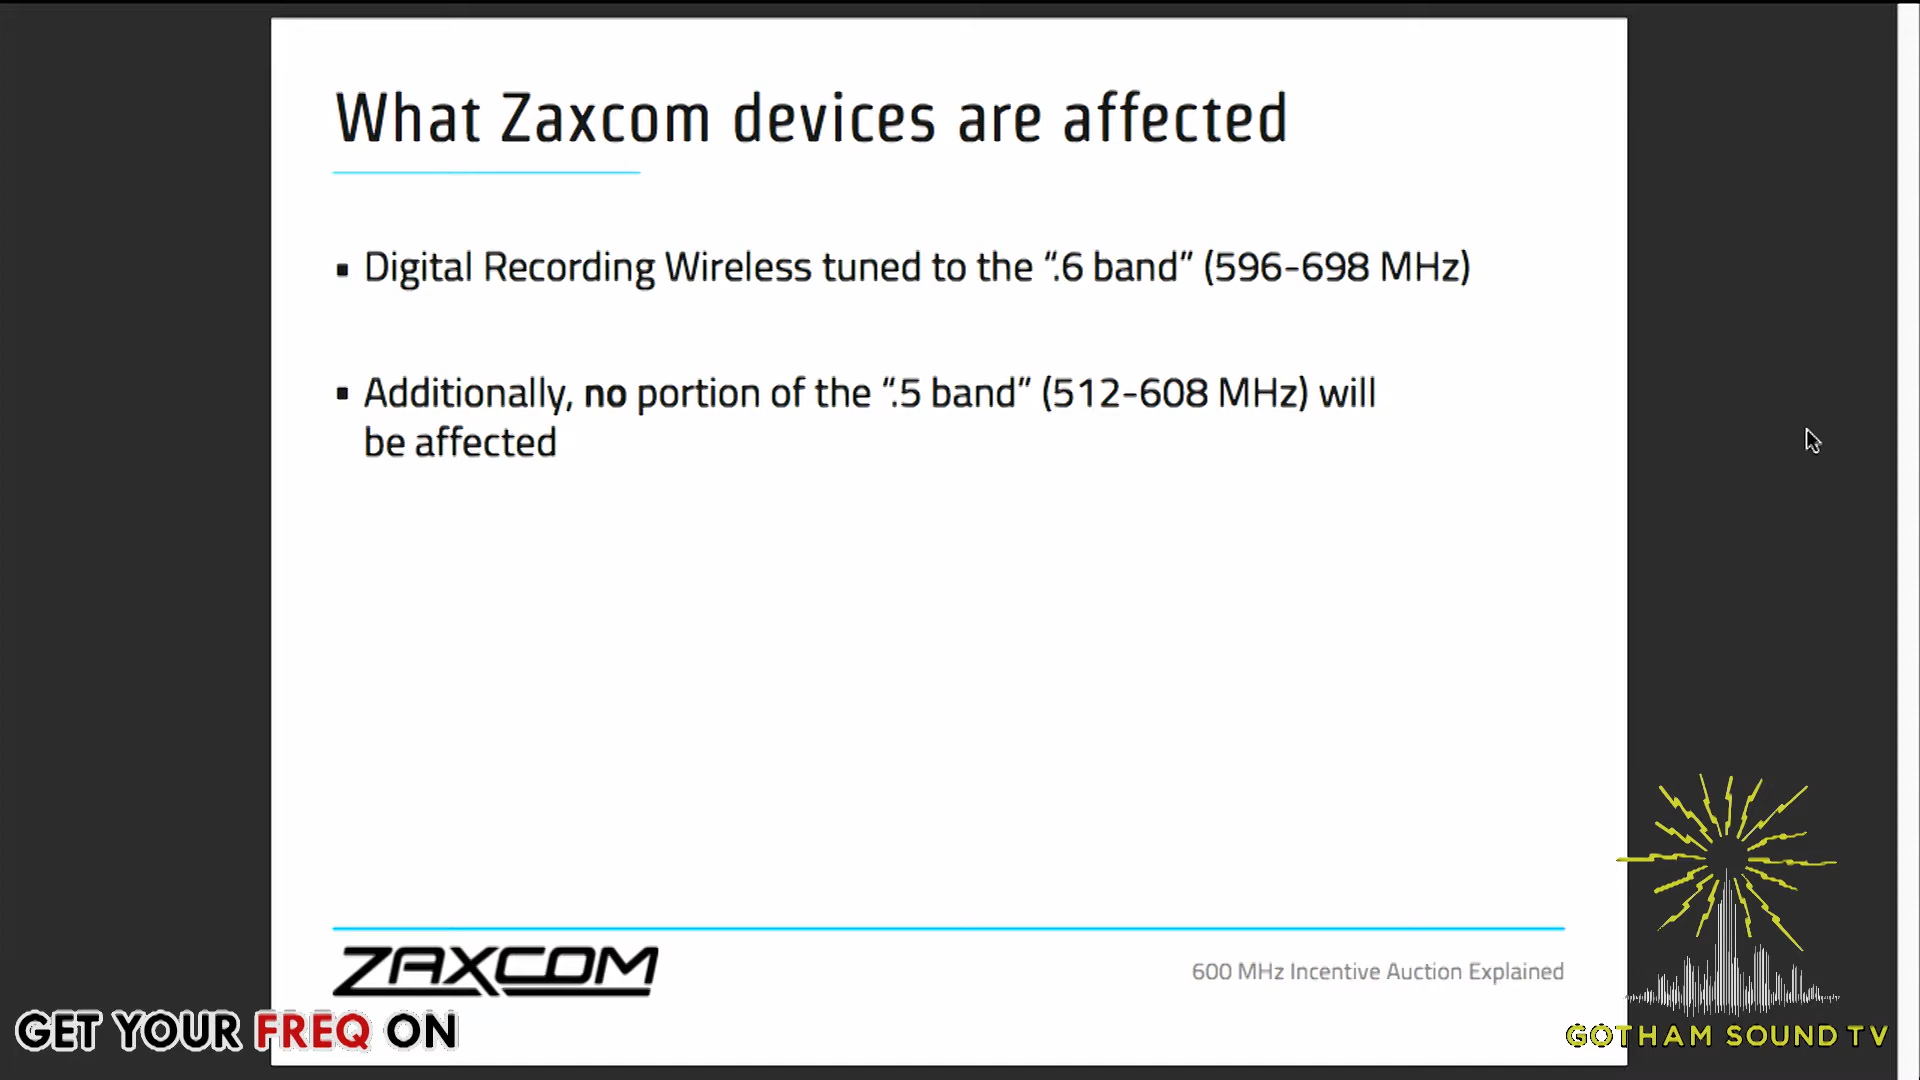 What Zaxcom devices are affected
▪ Digital Recording Wireless tuned to the “.6 band” (596-698 MHz)
▪ Additionally, no portion of the “.5 band” (512-608 MHz) will
be affected
ZAXCOM
600 MHz Incentive Auction Explained
GET YOUR FREQ ON
GOTHAM SOUND TV